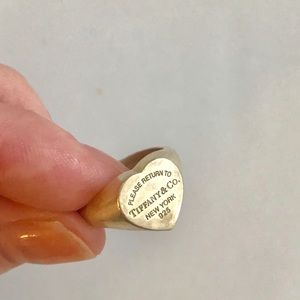 PLEASE RETURN TO
TIFFANY & CO.
NEW YORK
925